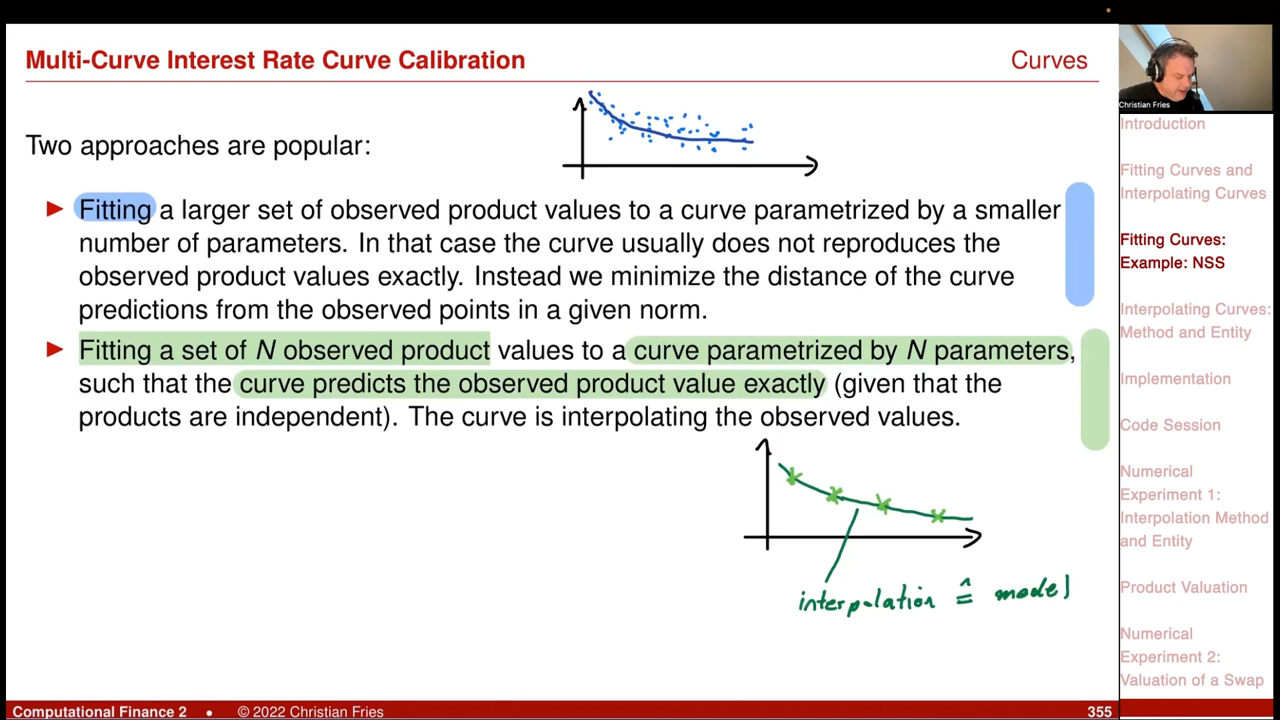 Multi-Curve Interest Rate Curve Calibration
Curves
Two approaches are popular:
Fitting a larger set of observed product values to a curve parametrized by a smaller
number of parameters. In that case the curve usually does not reproduces the
observed product values exactly. Instead we minimize the distance of the curve
predictions from the observed points in a given norm.
Fitting a set of N observed product values to a curve parametrized by N parameters,
such that the curve predicts the observed product value exactly (given that the
products are independent). The curve is interpolating the observed values.
interpolation ≙ model
Computational Finance 2 • © 2022 Christian Fries
355
Christian Fries
Introduction
Fitting Curves and
Interpolating Curves
Fitting Curves:
Example: NSS
Interpolating Curves:
Method and Entity
Implementation
Code Session
Numerical
Experiment 1:
Interpolation Method
and Entity
Product Valuation
Numerical
Experiment 2:
Valuation of a Swap